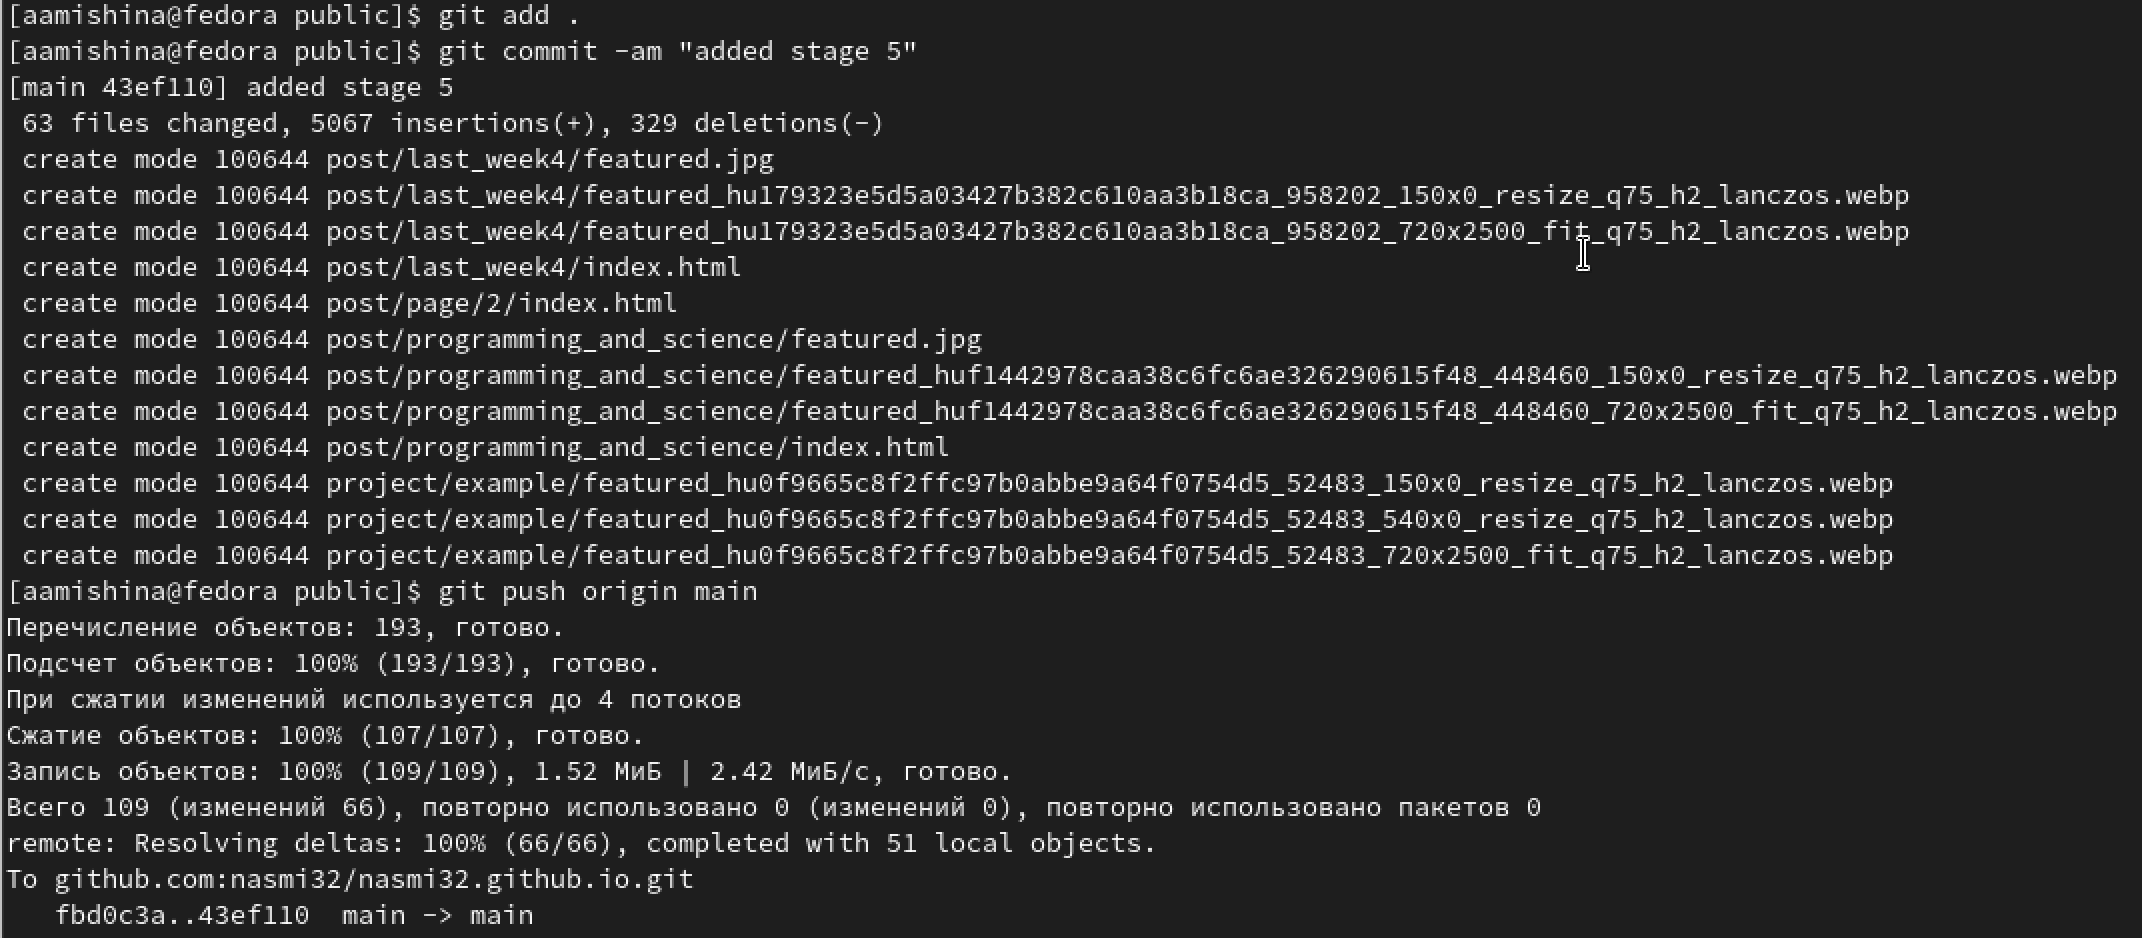 [aamishina@fedora public]$ git add .
[aamishina@fedora public]$ git commit -am "added stage 5"
[main 43ef110] added stage 5
 63 files changed, 5067 insertions(+), 329 deletions(-)
 create mode 100644 post/last_week4/featured.jpg
 create mode 100644 post/last_week4/featured_hu179323e5d5a03427b382c610aa3b18ca_958202_150x0_resize_q75_h2_lanczos.webp
 create mode 100644 post/last_week4/featured_hu179323e5d5a03427b382c610aa3b18ca_958202_720x2500_fit_q75_h2_lanczos.webp
 create mode 100644 post/last_week4/index.html
 create mode 100644 post/page/2/index.html
 create mode 100644 post/programming_and_science/featured.jpg
 create mode 100644 post/programming_and_science/featured_huf1442978caa38c6fc6ae326290615f48_448460_150x0_resize_q75_h2_lanczos.webp
 create mode 100644 post/programming_and_science/featured_huf1442978caa38c6fc6ae326290615f48_448460_720x2500_fit_q75_h2_lanczos.webp
 create mode 100644 post/programming_and_science/index.html
 create mode 100644 project/example/featured_hu0f9665c8f2ffc97b0abbe9a64f0754d5_52483_150x0_resize_q75_h2_lanczos.webp
 create mode 100644 project/example/featured_hu0f9665c8f2ffc97b0abbe9a64f0754d5_52483_540x0_resize_q75_h2_lanczos.webp
 create mode 100644 project/example/featured_hu0f9665c8f2ffc97b0abbe9a64f0754d5_52483_720x2500_fit_q75_h2_lanczos.webp
[aamishina@fedora public]$ git push origin main
Перечисление объектов: 193, готово.
Подсчет объектов: 100% (193/193), готово.
При сжатии изменений используется до 4 потоков
Сжатие объектов: 100% (107/107), готово.
Запись объектов: 100% (109/109), 1.52 МиБ | 2.42 МиБ/с, готово.
Всего 109 (изменений 66), повторно использовано 0 (изменений 0), повторно использовано пакетов 0
remote: Resolving deltas: 100% (66/66), completed with 51 local objects.
To github.com:nasmi32/nasmi32.github.io.git
   fbd0c3a..43ef110  main -> main